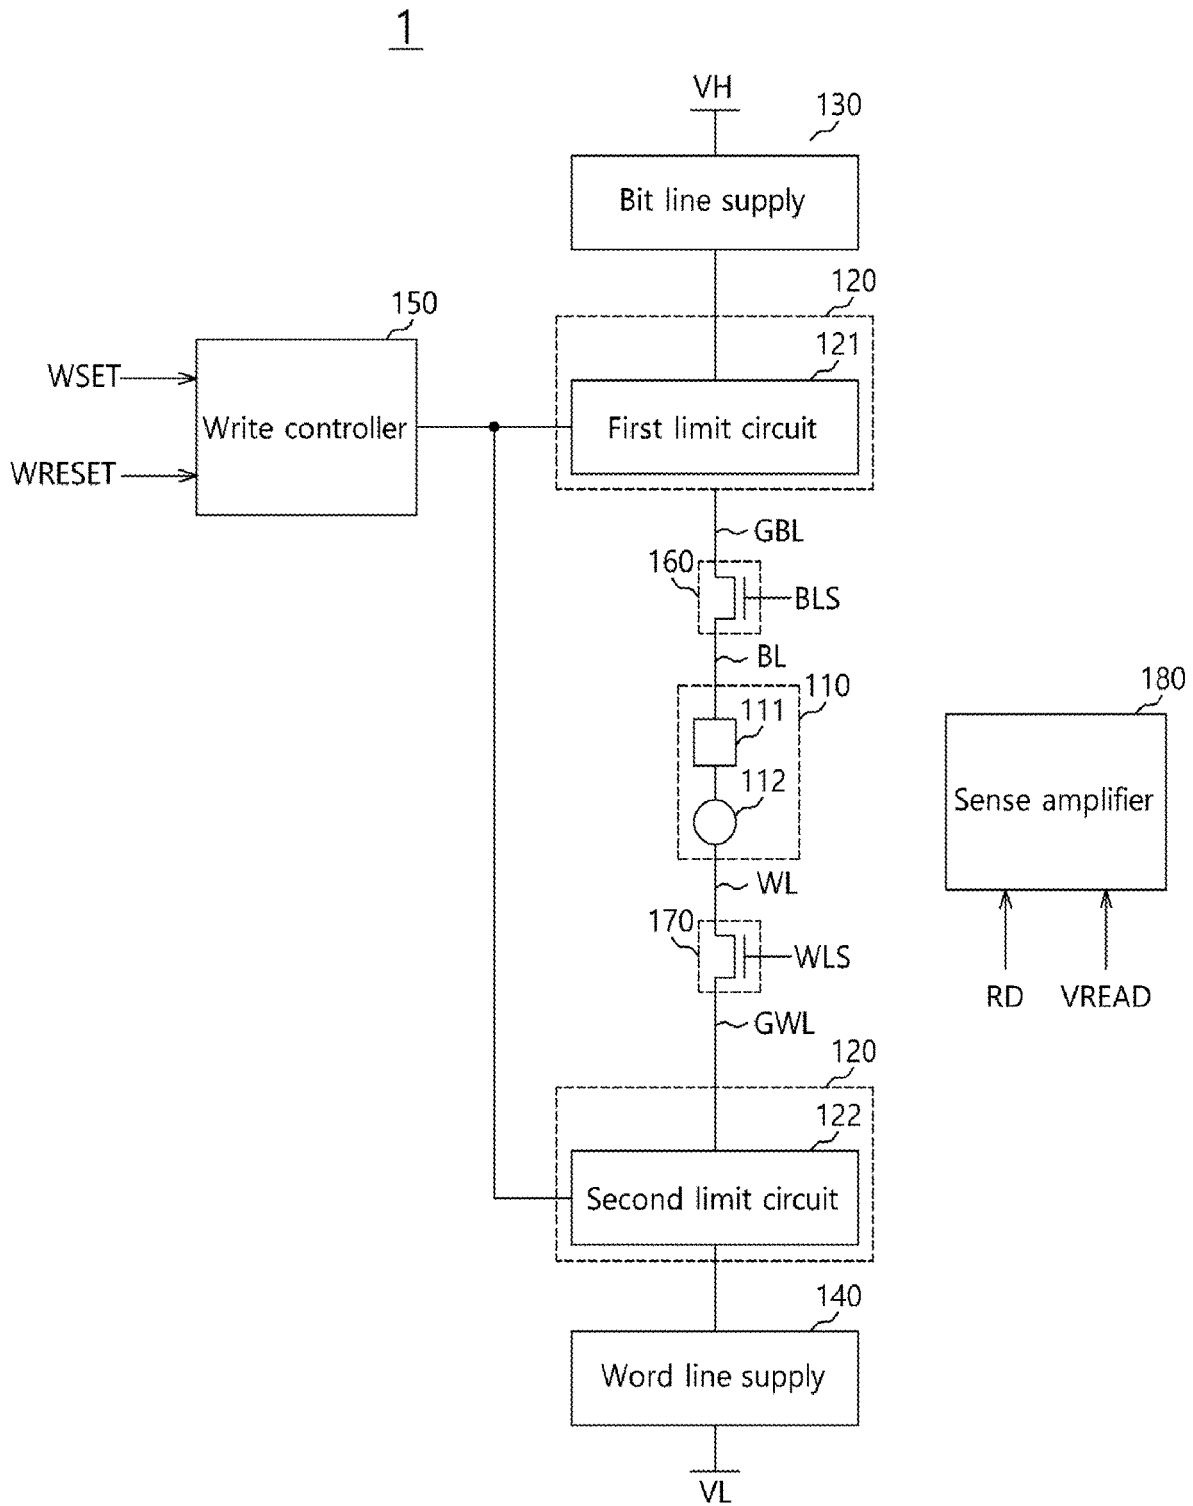 1
VH
130
Bit line supply
120
150
121
WSET
Write controller
First limit circuit
WRESET
GBL
160
BLS
BL
110
180
111
112
Sense amplifier
WL
170
WLS
RD
VREAD
GWL
120
122
Second limit circuit
140
Word line supply
VL